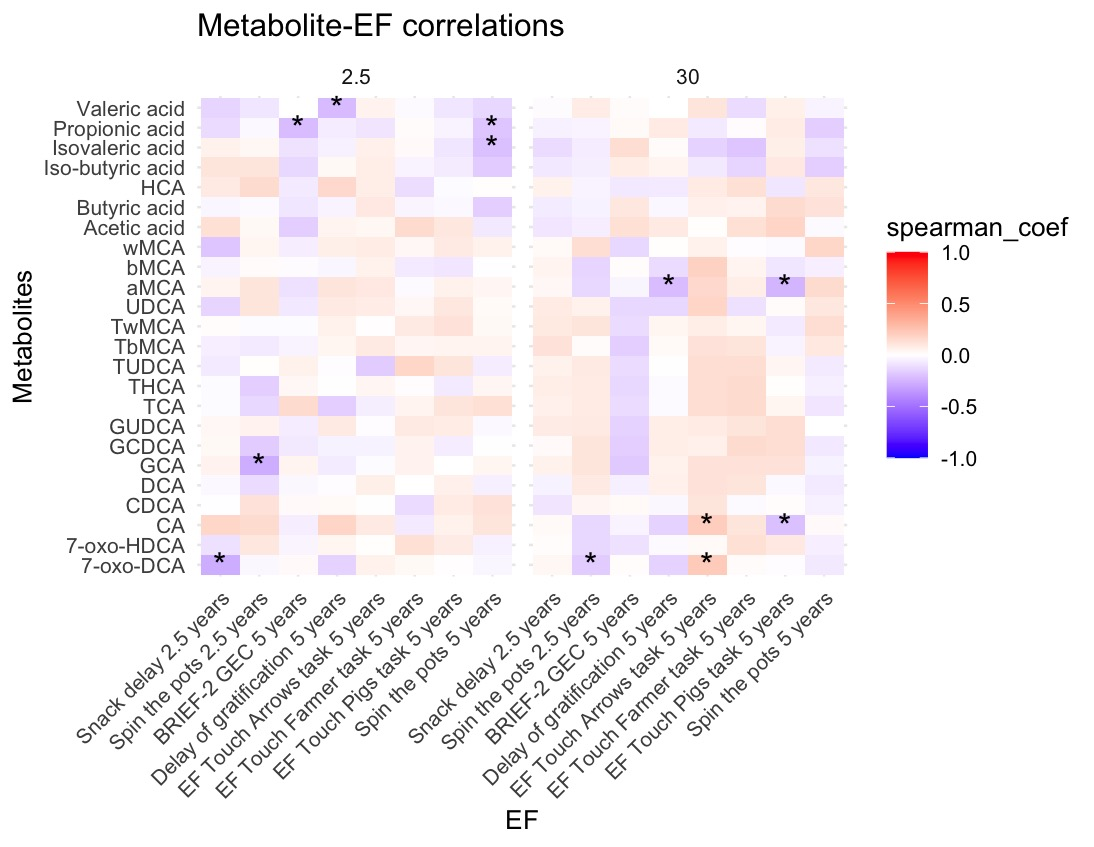 Metabolite-EF correlations
2.5
30
Metabolites
Valeric acid
Propionic acid
Isovaleric acid
Iso-butyric acid
HCA
Butyric acid
Acetic acid
wMCA
bMCA
aMCA
UDCA
TwMCA
TbMCA
TUDCA
THCA
TCA
GUDCA
GCDCA
GCA
DCA
CDCA
CA
7-oxo-HDCA
7-oxo-DCA
*
*
*
*
*
*
*
*
*
*
*
*
*
Snack delay 2.5 years
Spin the pots 2.5 years
BRIEF-2 GEC 5 years
Delay of gratification 5 years
EF Touch Arrows task 5 years
EF Touch Farmer task 5 years
EF Touch Pigs task 5 years
Spin the pots 5 years
Snack delay 2.5 years
Spin the pots 2.5 years
BRIEF-2 GEC 5 years
Delay of gratification 5 years
EF Touch Arrows task 5 years
EF Touch Farmer task 5 years
EF Touch Pigs task 5 years
Spin the pots 5 years
EF
spearman_coef
1.0
0.5
0.0
-0.5
-1.0